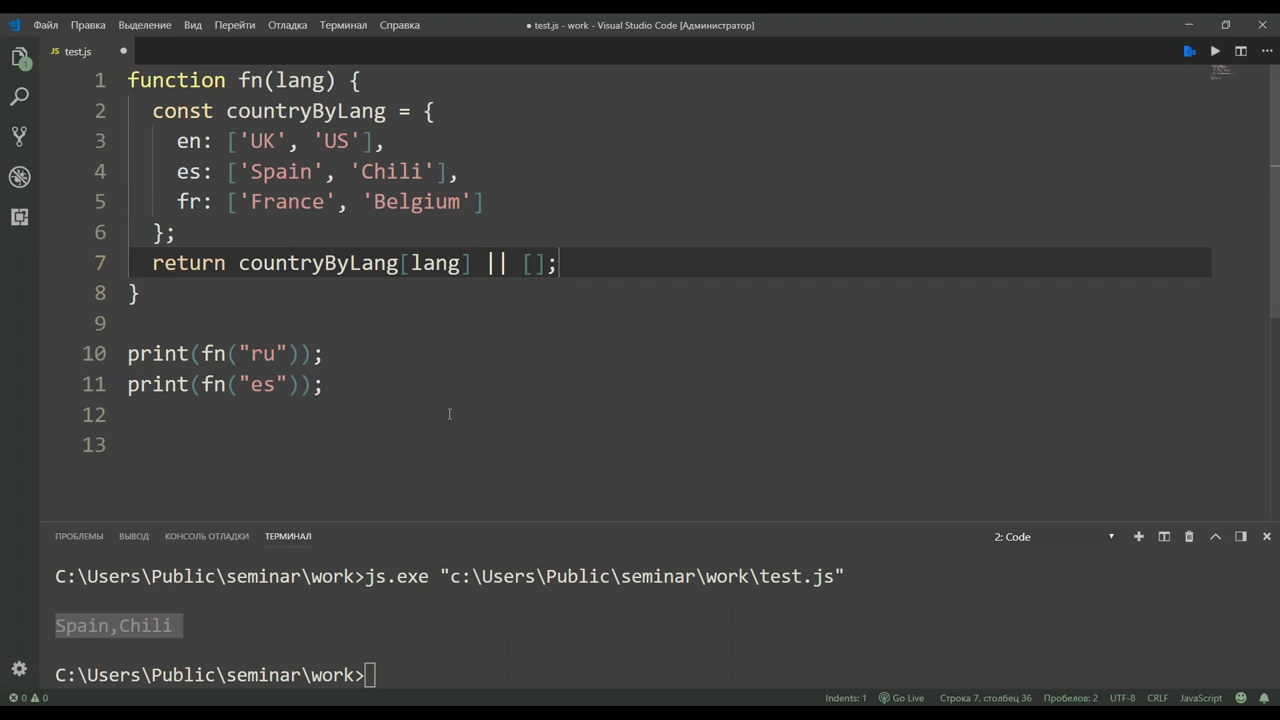 Файл Правка Выделение Вид Перейти Отладка Терминал Справка ● test.js - work - Visual Studio Code [Администратор]
JS test.js ●
1 function fn(lang) {
2 const countryByLang = {
3 en: ['UK', 'US'],
4 es: ['Spain', 'Chili'],
5 fr: ['France', 'Belgium']
6 };
7 return countryByLang[lang] || [];
8 }
9
10 print(fn("ru"));
11 print(fn("es"));
12
13
ПРОБЛЕМЫ ВЫВОД КОНСОЛЬ ОТЛАДКИ ТЕРМИНАЛ 2: Code
C:\Users\Public\seminar\work>js.exe "c:\Users\Public\seminar\work\test.js"
Spain,Chili
C:\Users\Public\seminar\work>
0 0 Indents: 1 Go Live Строка 7, столбец 36 Пробелов: 2 UTF-8 CRLF JavaScript